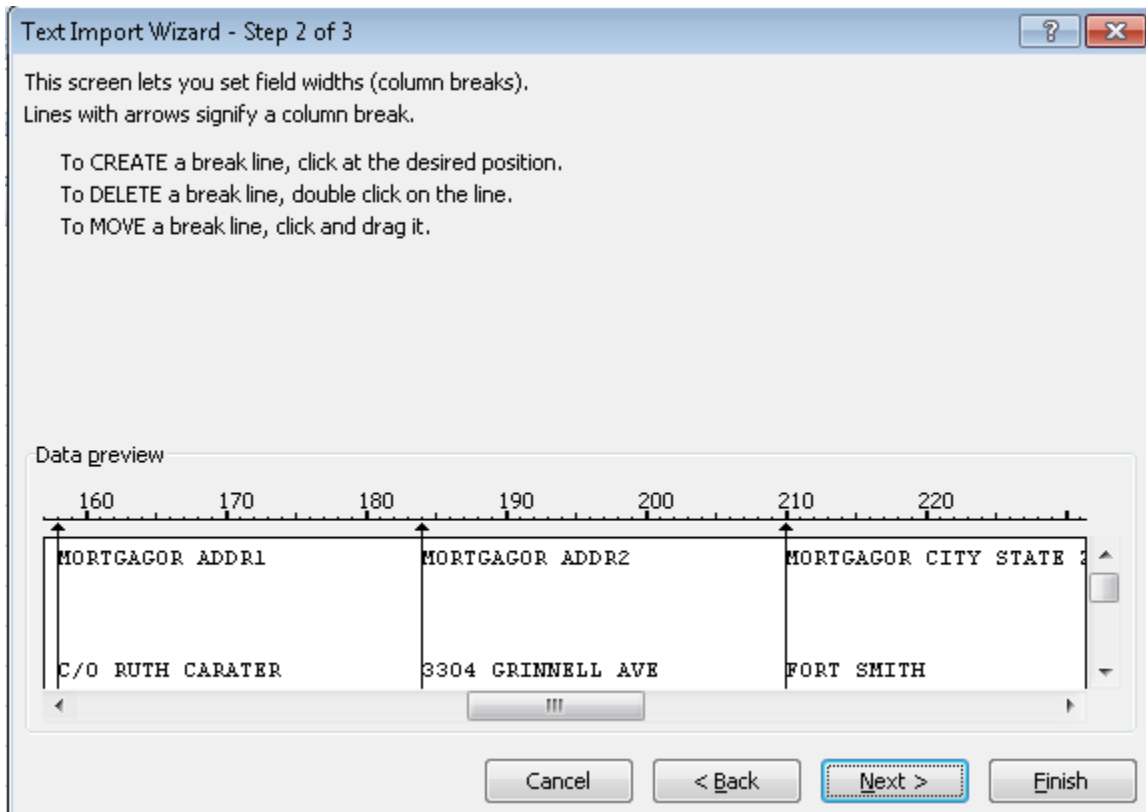 Text Import Wizard - Step 2 of 3
This screen lets you set field widths (column breaks).
Lines with arrows signify a column break.
To CREATE a break line, click at the desired position.
To DELETE a break line, double click on the line.
To MOVE a break line, click and drag it.
Data preview
160 170 180 190 200 210 220
MORTGAGOR ADDR1 MORTGAGOR ADDR2 MORTGAGOR CITY STATE
C/O RUTH CARATER 3304 GRINNELL AVE FORT SMITH
Cancel < Back Next > Finish